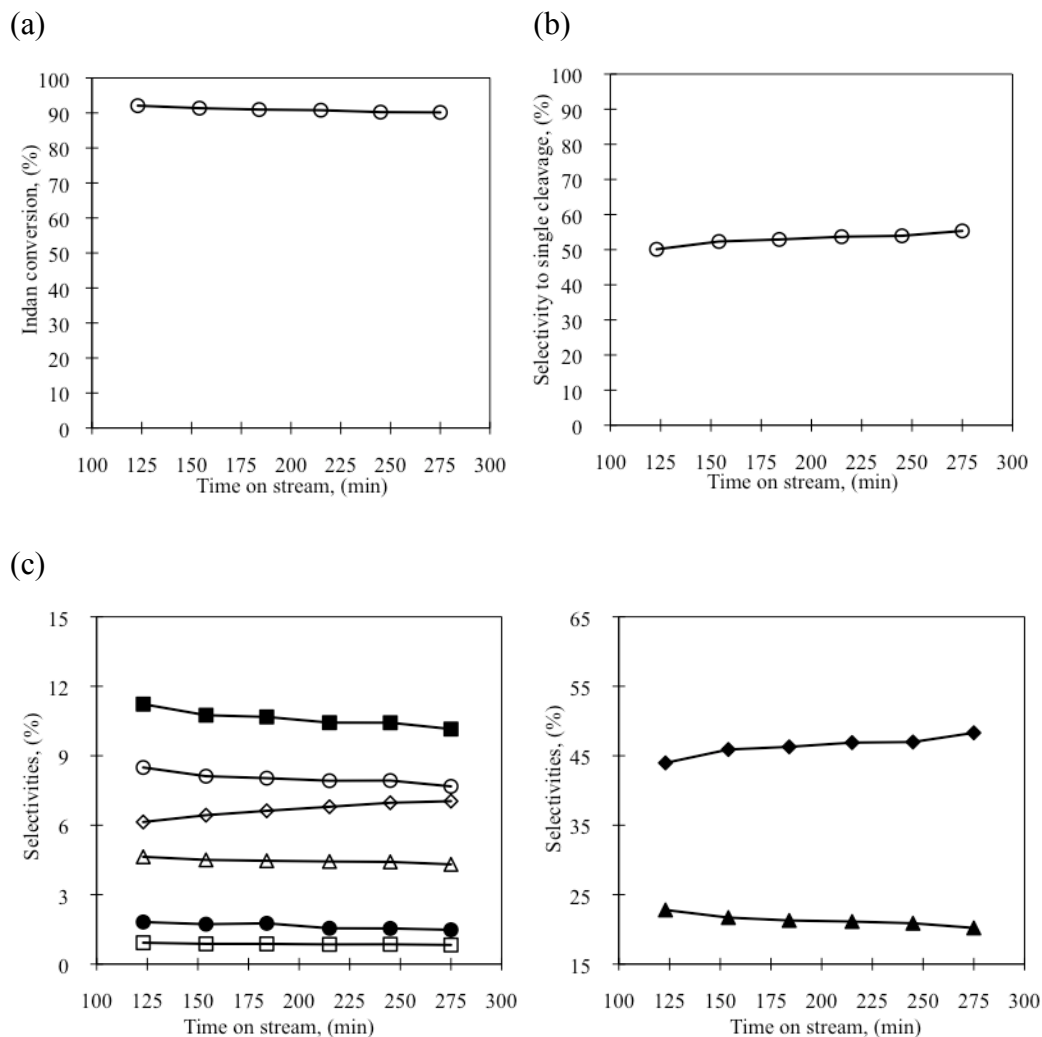 (a)
100
90
80
70
60
50
40
30
20
10
0
Indan conversion, (%)
100 125 150 175 200 225 250 275 300
Time on stream, (min)
(b)
100
90
80
70
60
50
40
30
20
10
0
Selectivity to single cleavage, (%)
100 125 150 175 200 225 250 275 300
Time on stream, (min)
(c)
15
12
9
6
3
0
Selectivities, (%)
100 125 150 175 200 225 250 275 300
Time on stream, (min)
65
55
45
35
25
15
Selectivities, (%)
100 125 150 175 200 225 250 275 300
Time on stream, (min)